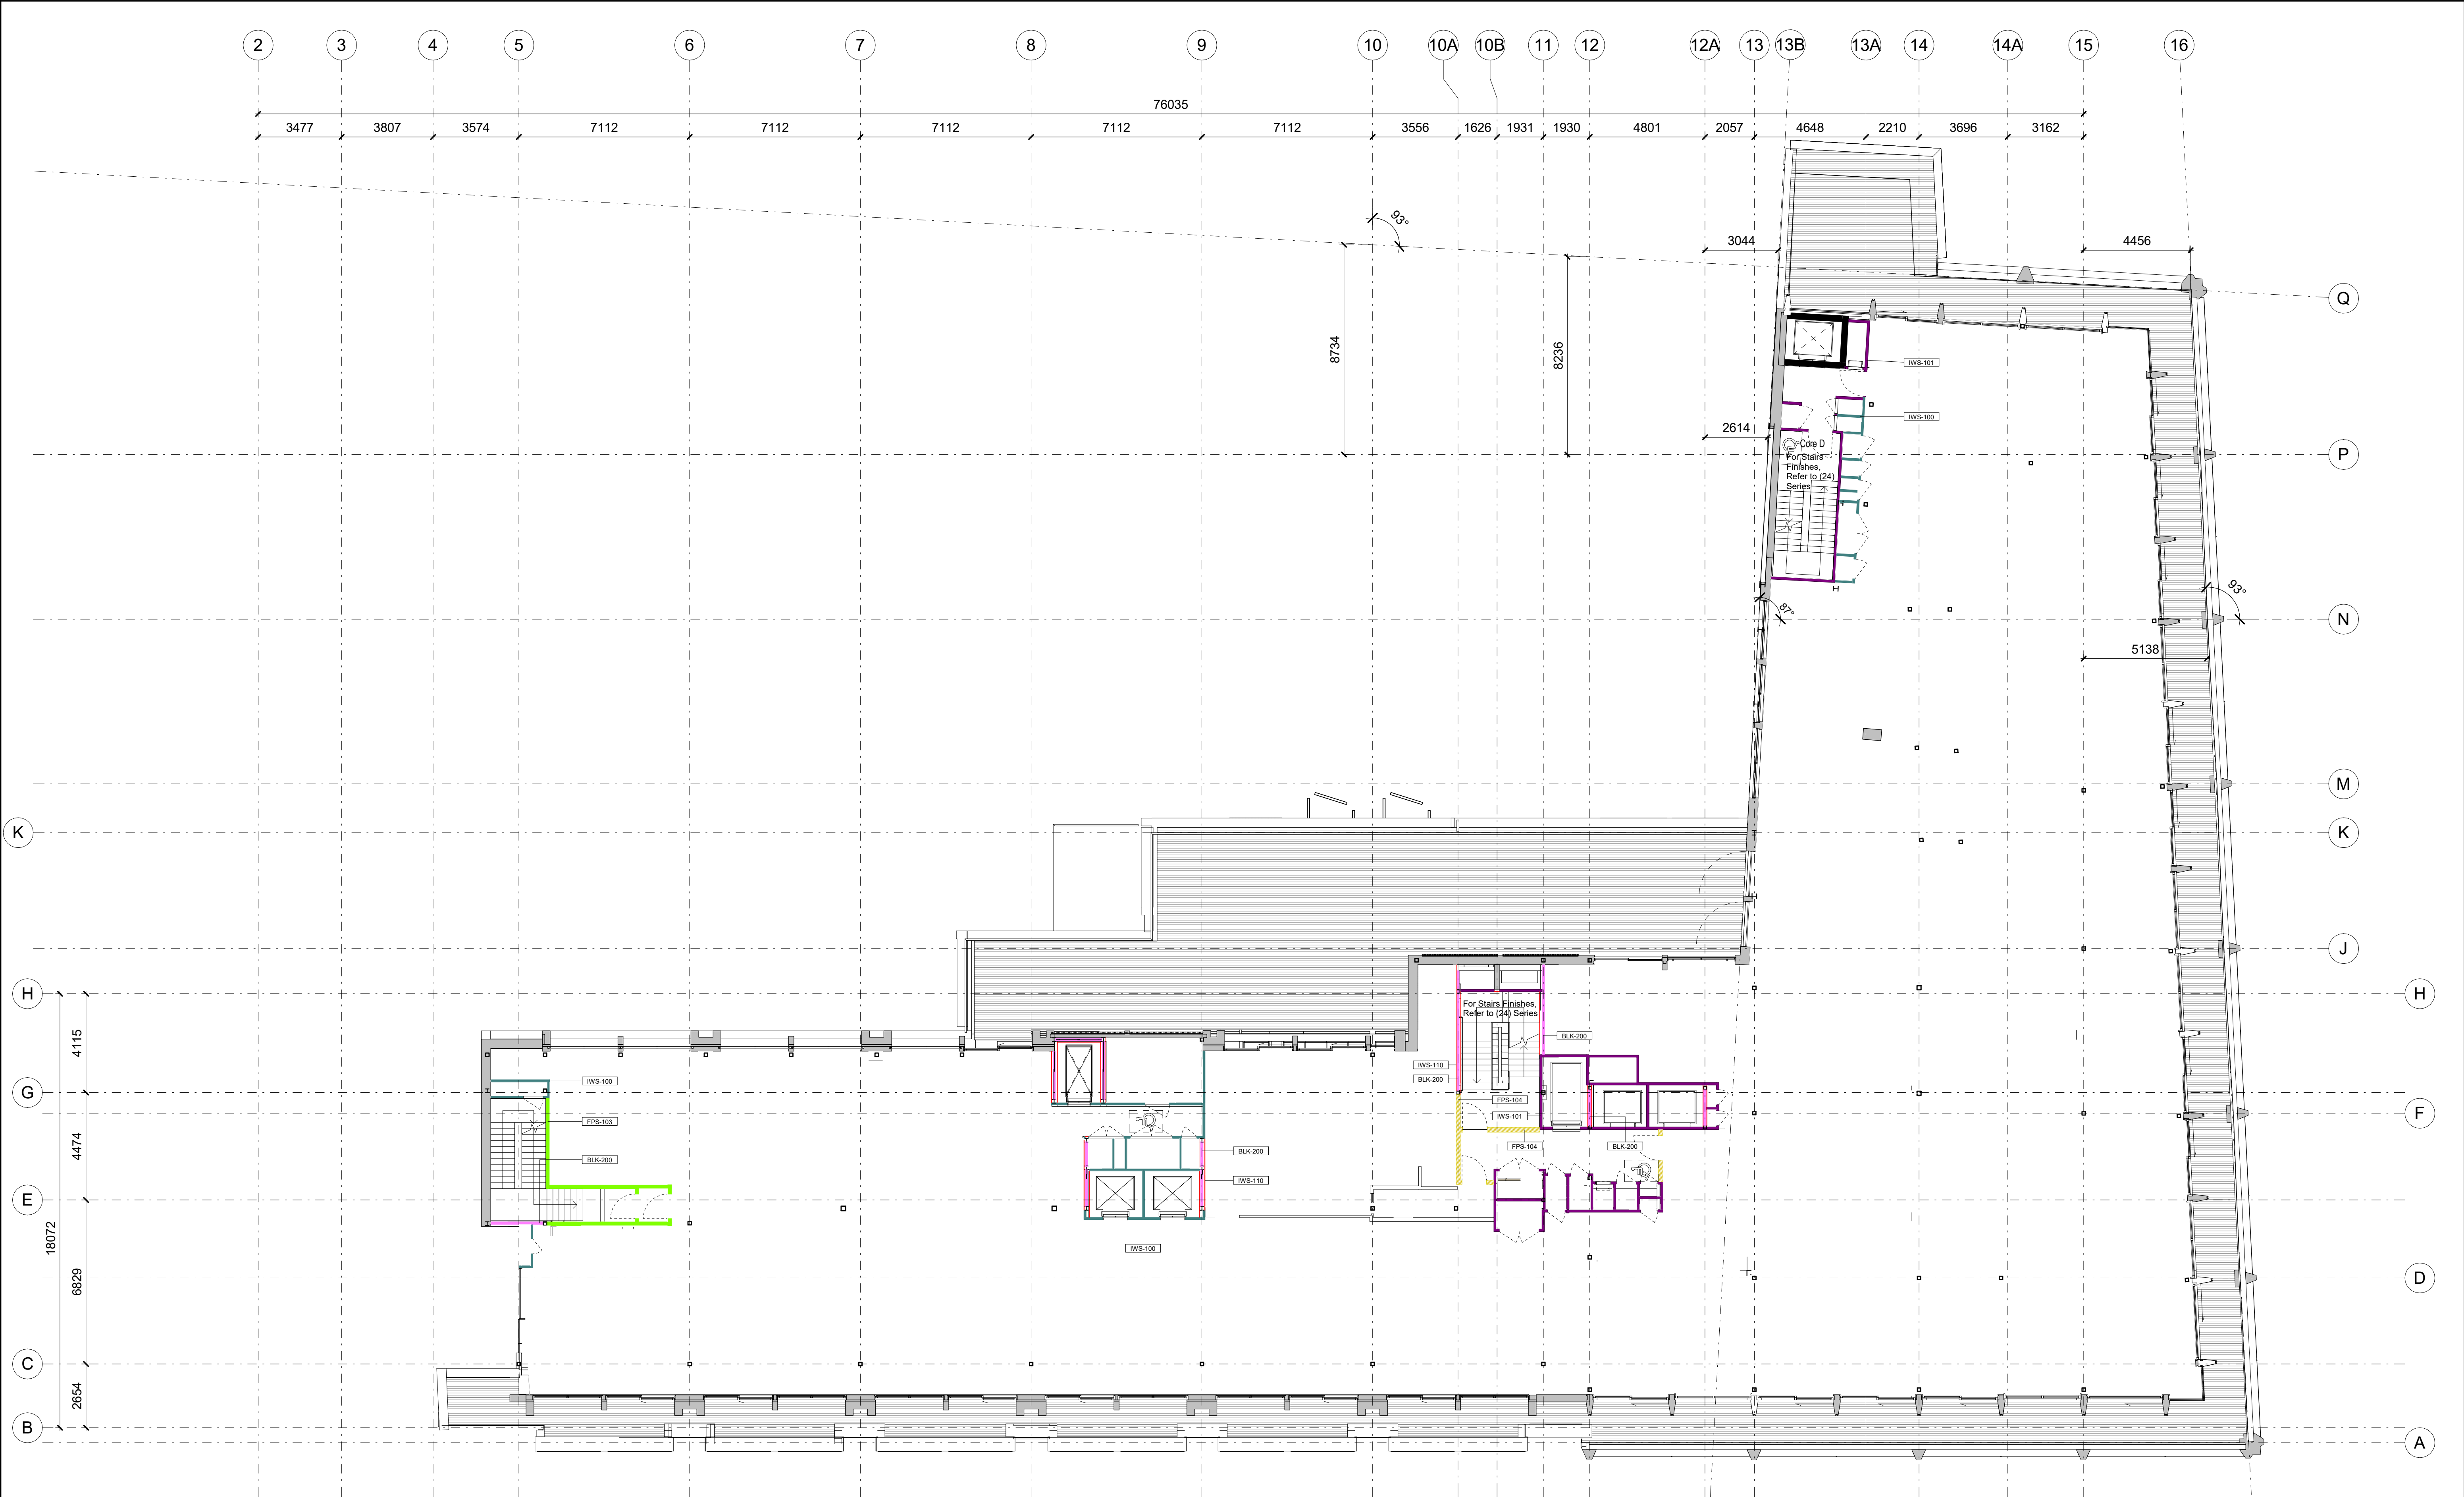 2 3 4 5 6 7 8 9 10 10A 10B 11 12 12A 13 13B 13A 14 14A 15 16
76035
3477 3807 3574 7112 7112 7112 7112 7112 3556 1626 1931 1930 4801 2057 4648 2210 3696 3162
93°
3044
4456
Q
8734
8236
IWS-101
IWS-100
2614
Core D
For Stairs
Finishes,
Refer to (24)
Series
P
93°
87°
N
5138
M
K
K
J
H
H
For Stairs Finishes,
Refer to (24) Series
4115
BLK-200
IWS-110
BLK-200
IWS-100
G
FPS-104
F
IWS-101
FPS-103
4474
FPS-104
BLK-200
BLK-200
BLK-200
IWS-110
E
18072
IWS-100
6829
D
C
2654
B
A